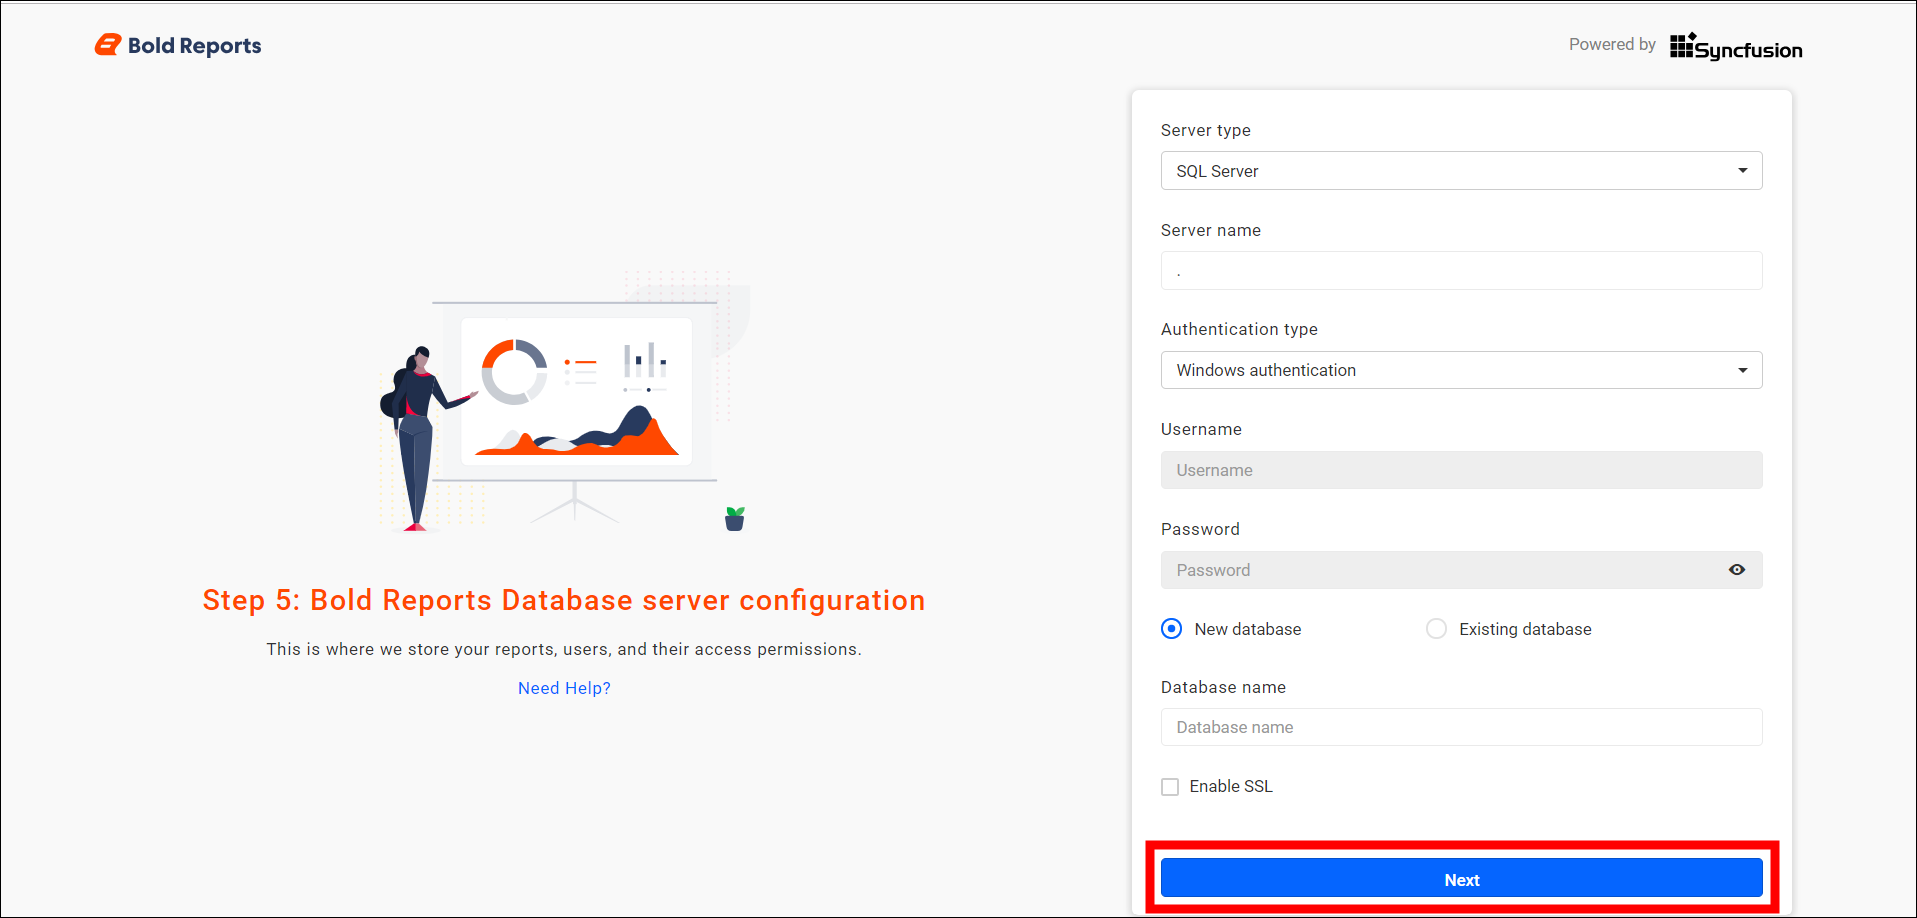 Bold Reports
Powered by Syncfusion
Step 5: Bold Reports Database server configuration
This is where we store your reports, users, and their access permissions.
Need Help?
Server type
SQL Server
Server name
.
Authentication type
Windows authentication
Username
Username
Password
Password
New database
Existing database
Database name
Database name
Enable SSL
Next